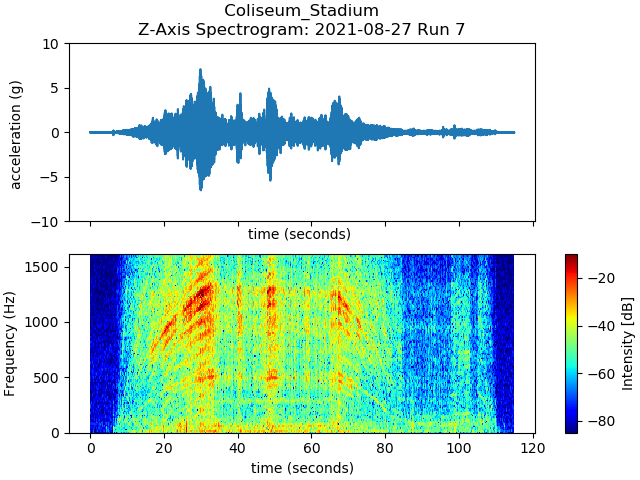 Coliseum_Stadium
Z-Axis Spectrogram: 2021-08-27 Run 7
10
5
0
−5
−10
acceleration (g)
time (seconds)
1500
1000
500
0
Frequency (Hz)
0 20 40 60 80 100 120
time (seconds)
−20
−40
−60
−80
Intensity [dB]